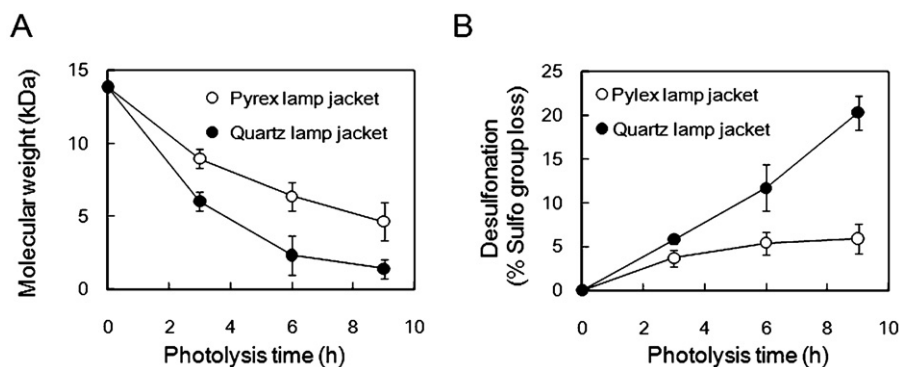 A
Molecular weight (kDa)
15
10
5
0
Pyrex lamp jacket
Quartz lamp jacket
0 2 4 6 8 10
Photolysis time (h)
B
Desulfonation
(% Sulfo group loss)
25
20
15
10
5
0
Pylex lamp jacket
Quartz lamp jacket
0 2 4 6 8 10
Photolysis time (h)